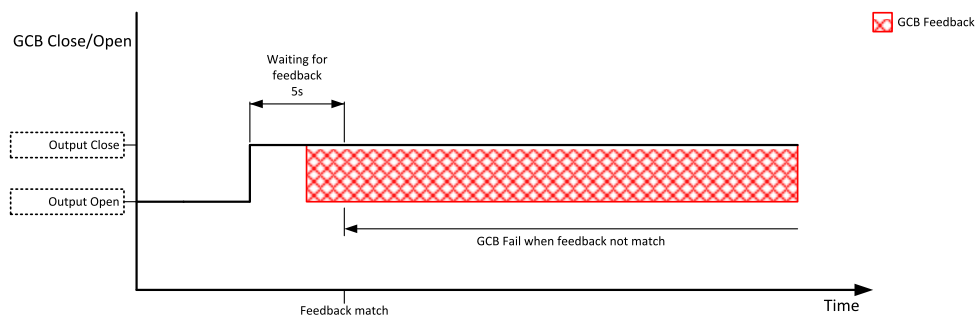 GCB Feedback
GCB Close/Open
Waiting for
feedback
5s
Output Close
Output Open
GCB Fail when feedback not match
Feedback match
Time